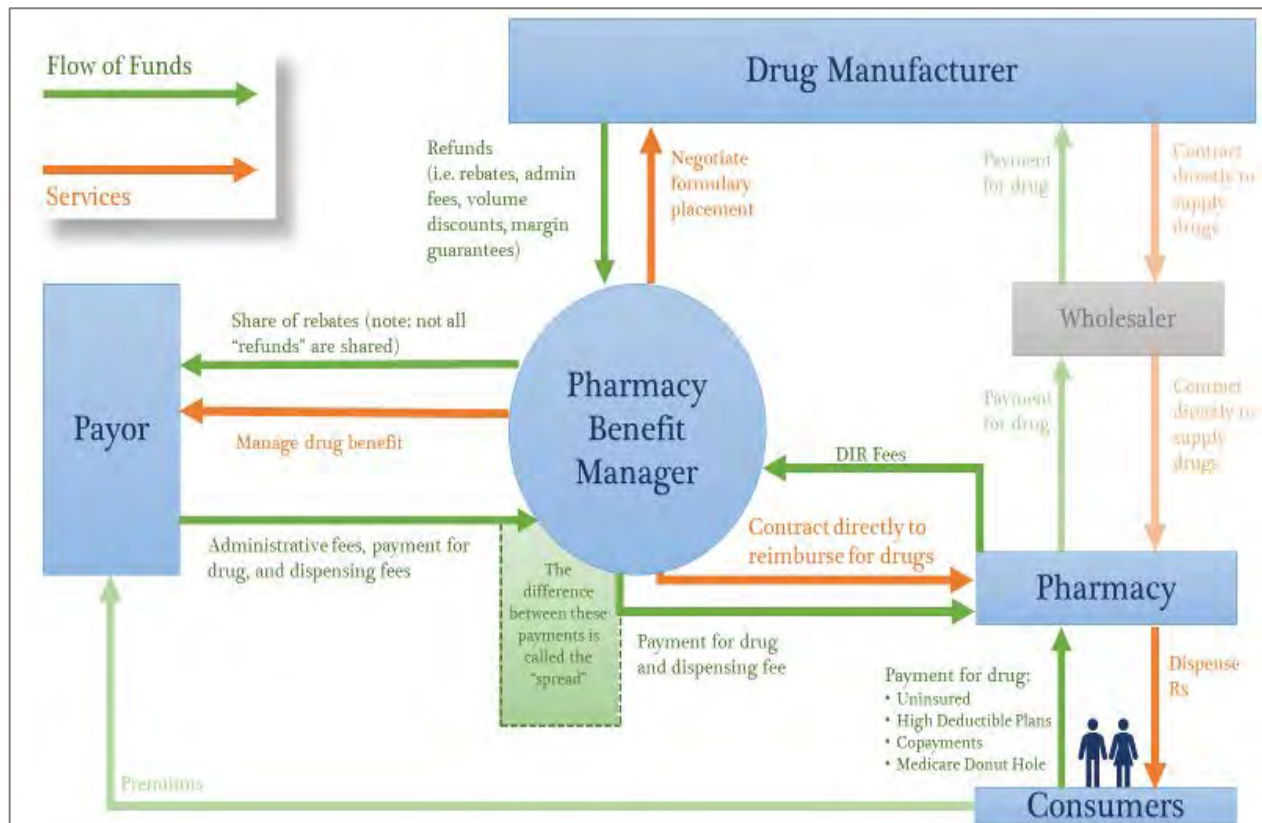 Flow of Funds
Services
Drug Manufacturer
Refunds
(i.e. rebates, admin
fees, volume
discounts, margin
guarantees)
Negotiate
formulary
placement
Payment
for drug
Contract
directly to
supply
drugs
Wholesaler
Share of rebates (note: not all
“refunds” are shared)
Payor
Manage drug benefit
Pharmacy
Benefit
Manager
Payment
for drug
Contract
directly to
supply
drugs
DIR Fees
Administrative fees, payment for
drug, and dispensing fees
Contract directly to
reimburse for drugs
The
difference
between these
payments is
called the
“spread”
Pharmacy
Payment for drug
and dispensing fee
Payment for drug:
• Uninsured
• High Deductible Plans
• Copayments
• Medicare Donut Hole
Dispense
Rx
Premiums
Consumers